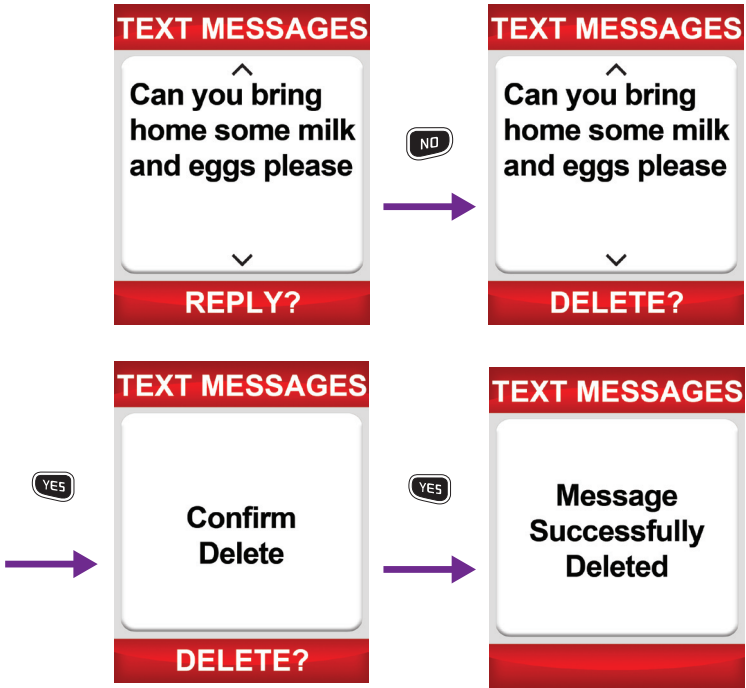 TEXT MESSAGES
Can you bring
home some milk
and eggs please
REPLY?
NO
TEXT MESSAGES
Can you bring
home some milk
and eggs please
DELETE?
YES
TEXT MESSAGES
Confirm
Delete
DELETE?
YES
TEXT MESSAGES
Message
Successfully
Deleted